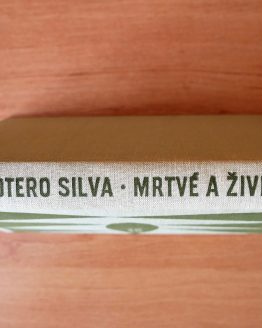 OTERO SILVA · MRTVÉ A ŽIV